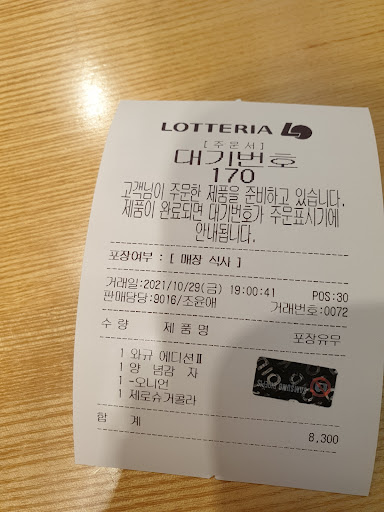 LOTTERIA
[ 주 문 서 ]
대기번호
170
고객님이 주문한 제품을 준비하고 있습니다.
제품이 완료되면 대기번호가 주문표시기에
안내됩니다.
포장여부 : [ 매장 식사 ]
거래일:2021/10/29(금) 19:00:41 POS:30
판매담당:9016/조윤애 거래번호:0072
수 량 제 품 명 포장유무
1 와규 에디션Ⅱ
1 양 념감 자
1 -오니언
1 제로슈거콜라
합 계 8,300